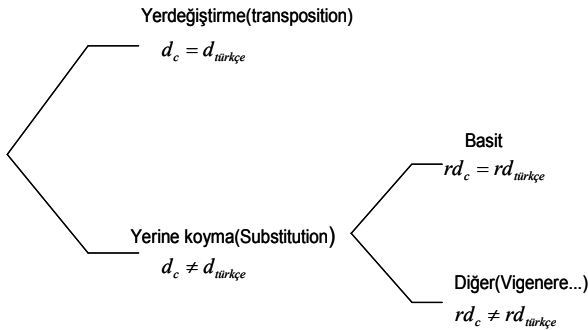 Yerdeğiştirme(transposition)
d_c = d_türkçe
Basit
rd_c = rd_türkçe
Yerine koyma(Substitution)
d_c ≠ d_türkçe
Diğer(Vigenere...)
rd_c ≠ rd_türkçe